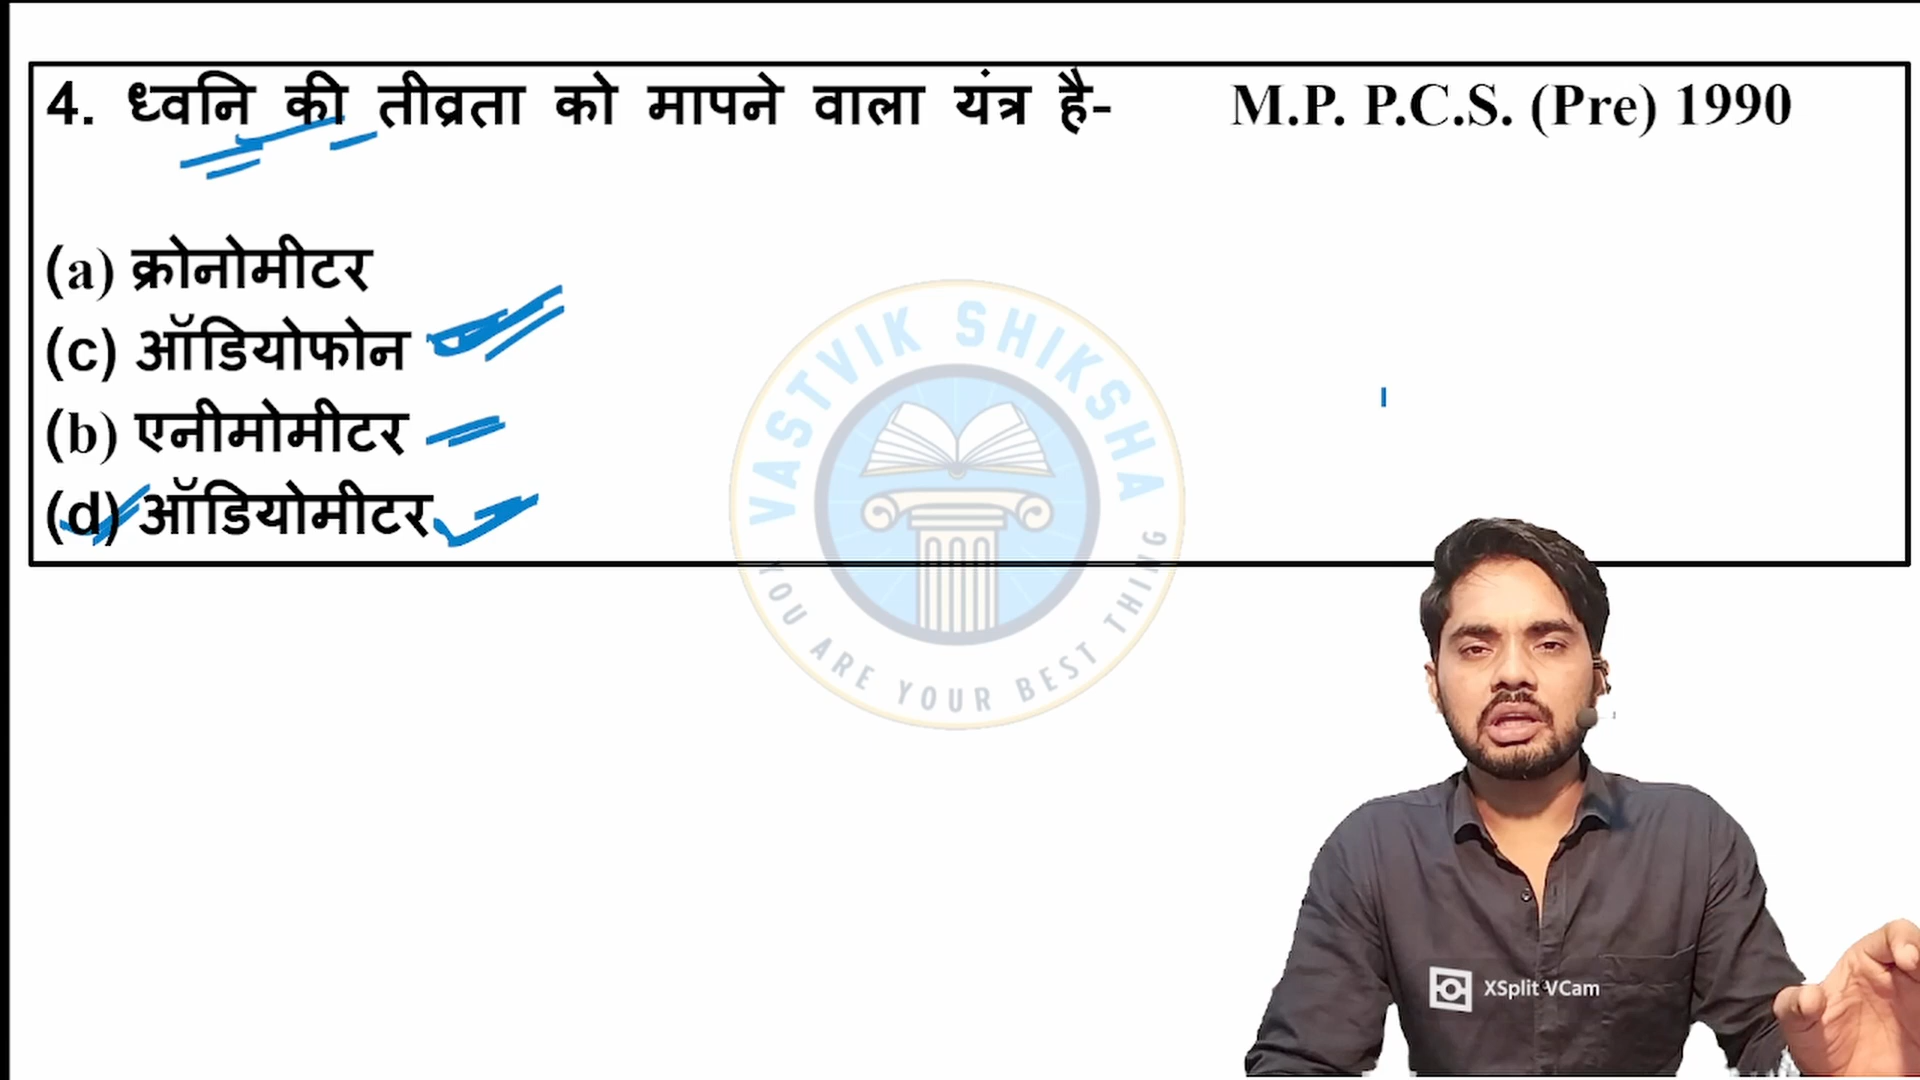 4. ध्वनि की तीव्रता को मापने वाला यंत्र है- M.P. P.C.S. (Pre) 1990
(a) क्रोनोमीटर
(c) ऑडियोफोन
(b) एनीमोमीटर
(d) ऑडियोमीटर
VASTVIK SHIKSHA
YOU ARE YOUR BEST THING
XSplit VCam